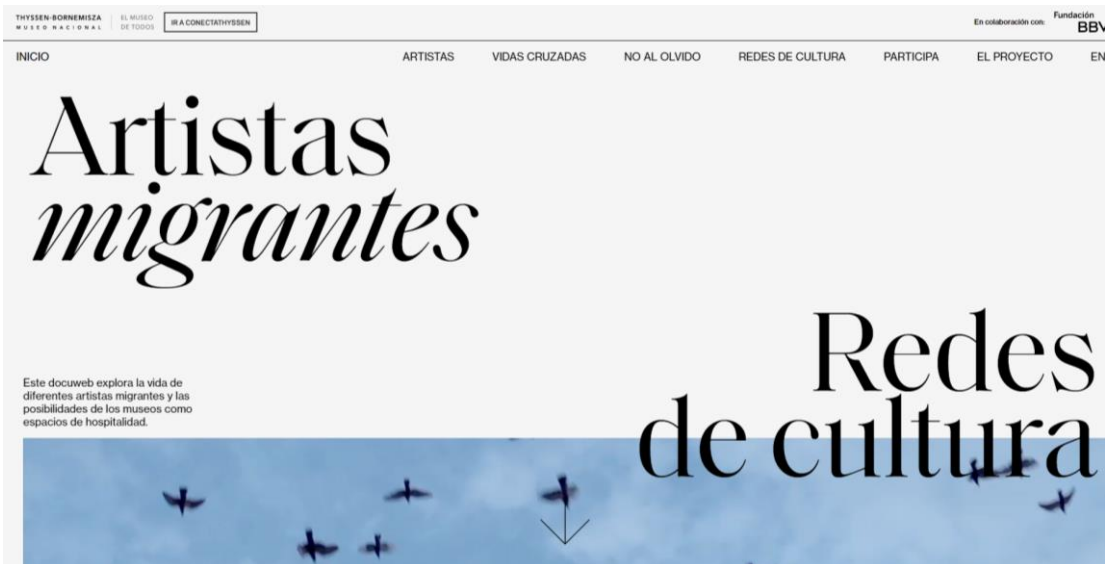 THYSSEN-BORNEMISZA
MUSEO NACIONAL
EL MUSEO
DE TODOS
IR A CONECTATHYSSEN
En colaboración con:
Fundación
BBV
INICIO
ARTISTAS
VIDAS CRUZADAS
NO AL OLVIDO
REDES DE CULTURA
PARTICIPA
EL PROYECTO
EN
Artistas
migrantes
Redes
de cultura
Este docuweb explora la vida de
diferentes artistas migrantes y las
posibilidades de los museos como
espacios de hospitalidad.